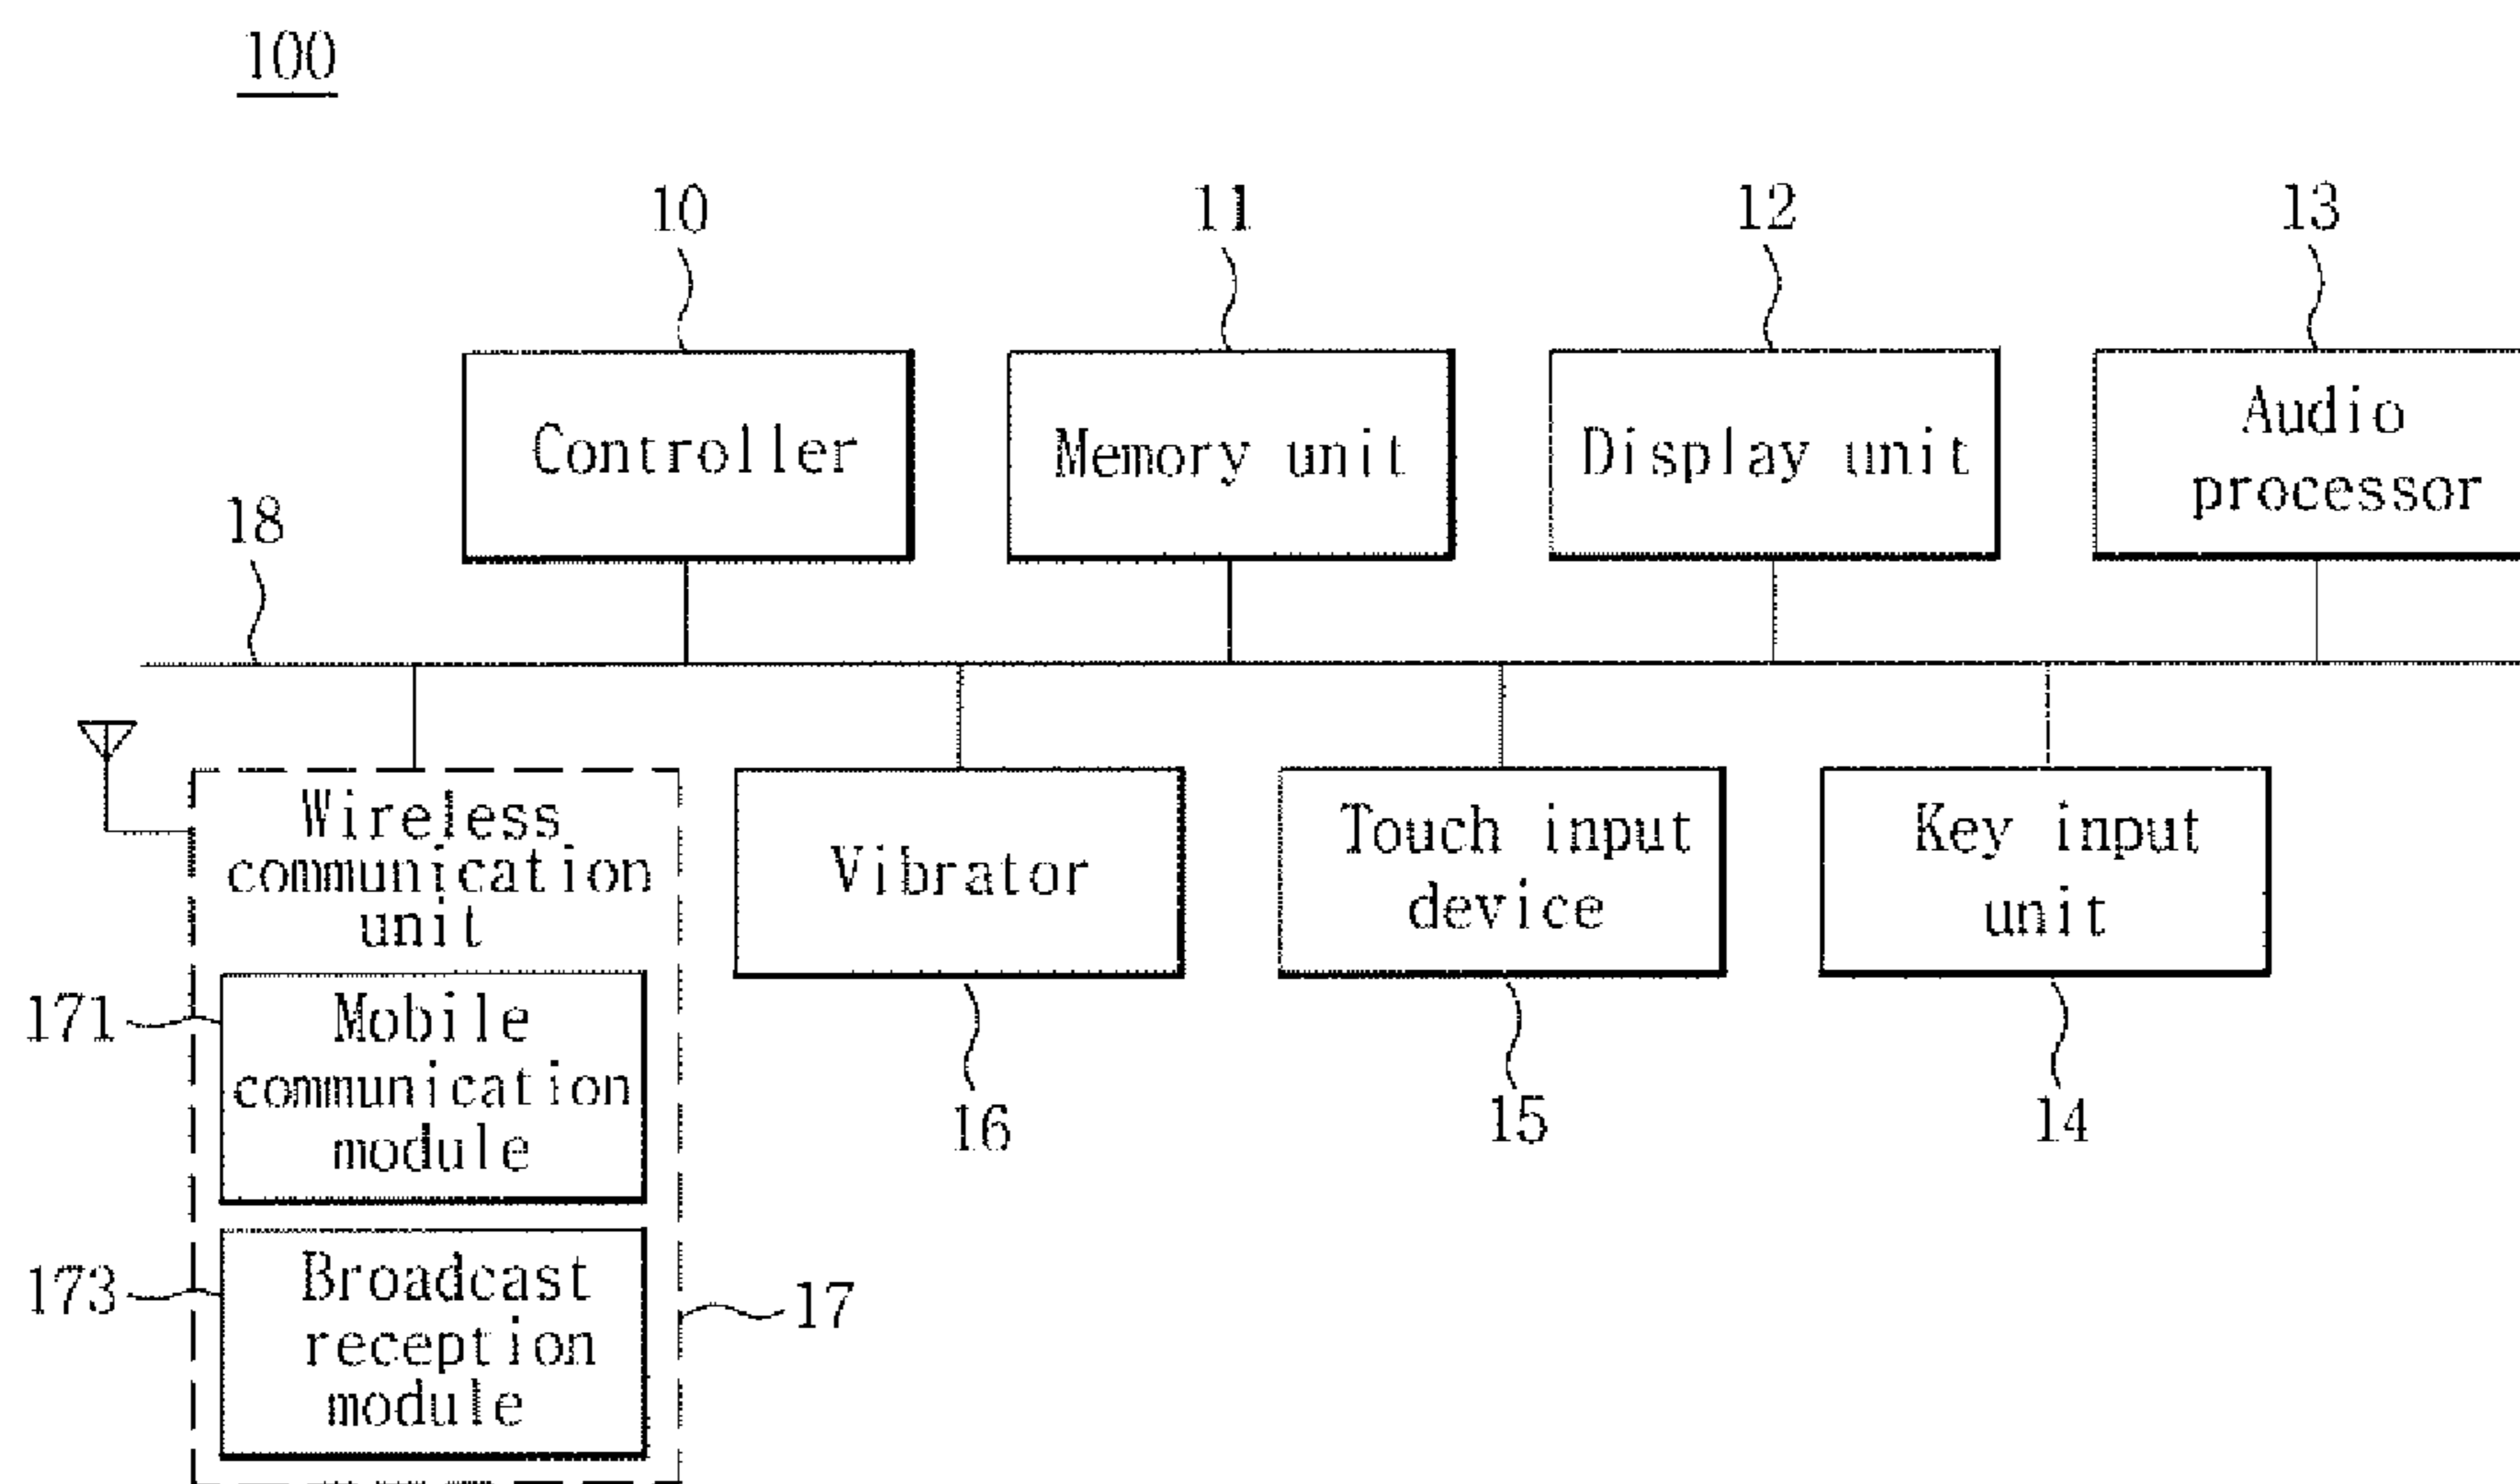 100
10
11
12
13
Controller
Memory unit
Display unit
Audio
processor
18
Wireless
communication
unit
Vibrator
Touch input
device
Key input
unit
171
Mobile
communication
module
16
15
14
173
Broadcast
reception
module
17